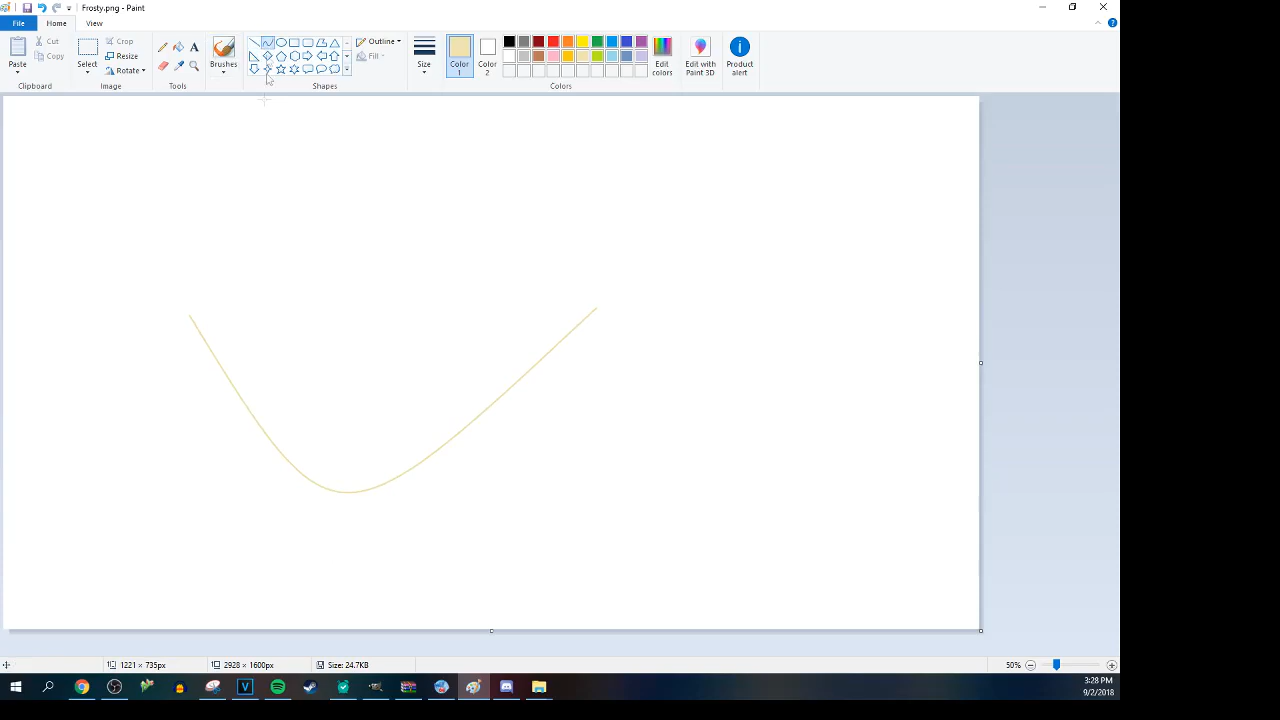 Frosty.png - Paint
File Home View
Cut Crop Outline
Copy Resize Fill
Paste Select Rotate Brushes Size Color 1 Color 2 Edit colors Edit with Paint 3D Product alert
Clipboard Image Tools Shapes Colors
1221 × 735px 2928 × 1600px Size: 24.7KB 50%
3:28 PM
9/2/2018